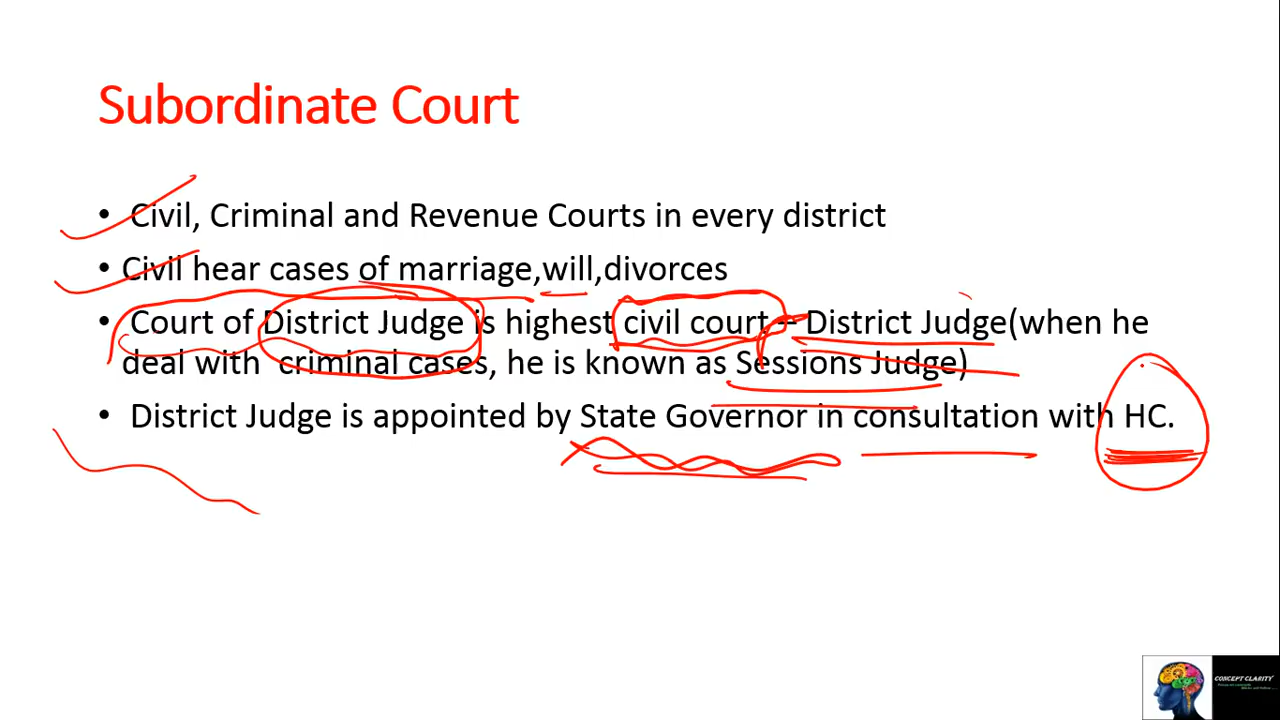 Subordinate Court
• Civil, Criminal and Revenue Courts in every district
• Civil hear cases of marriage,will,divorces
• Court of District Judge is highest civil court – District Judge(when he
deal with criminal cases, he is known as Sessions Judge)
• District Judge is appointed by State Governor in consultation with HC.
CONCEPT CLARITY